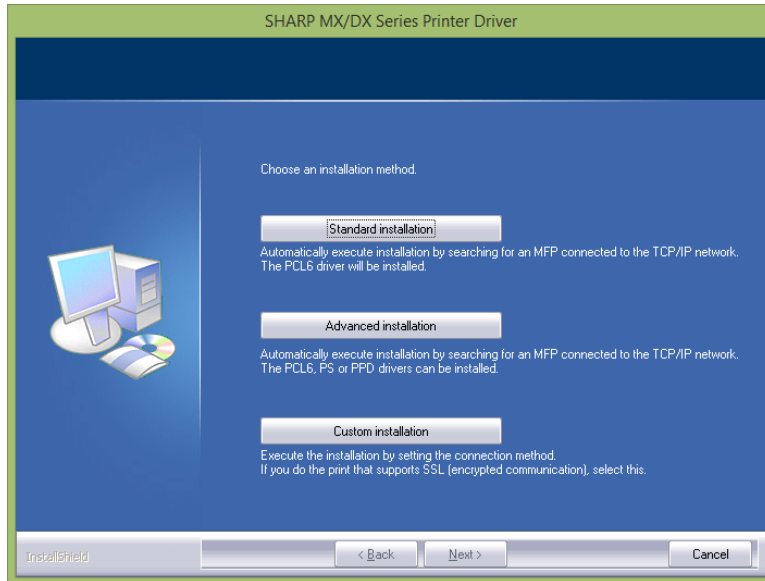 SHARP MX/DX Series Printer Driver
Choose an installation method.
Standard installation
Automatically execute installation by searching for an MFP connected to the TCP/IP network.
The PCL6 driver will be installed.
Advanced installation
Automatically execute installation by searching for an MFP connected to the TCP/IP network.
The PCL6, PS or PPD drivers can be installed.
Custom installation
Execute the installation by setting the connection method.
If you do the print that supports SSL (encrypted communication), select this.
InstallShield
< Back
Next >
Cancel